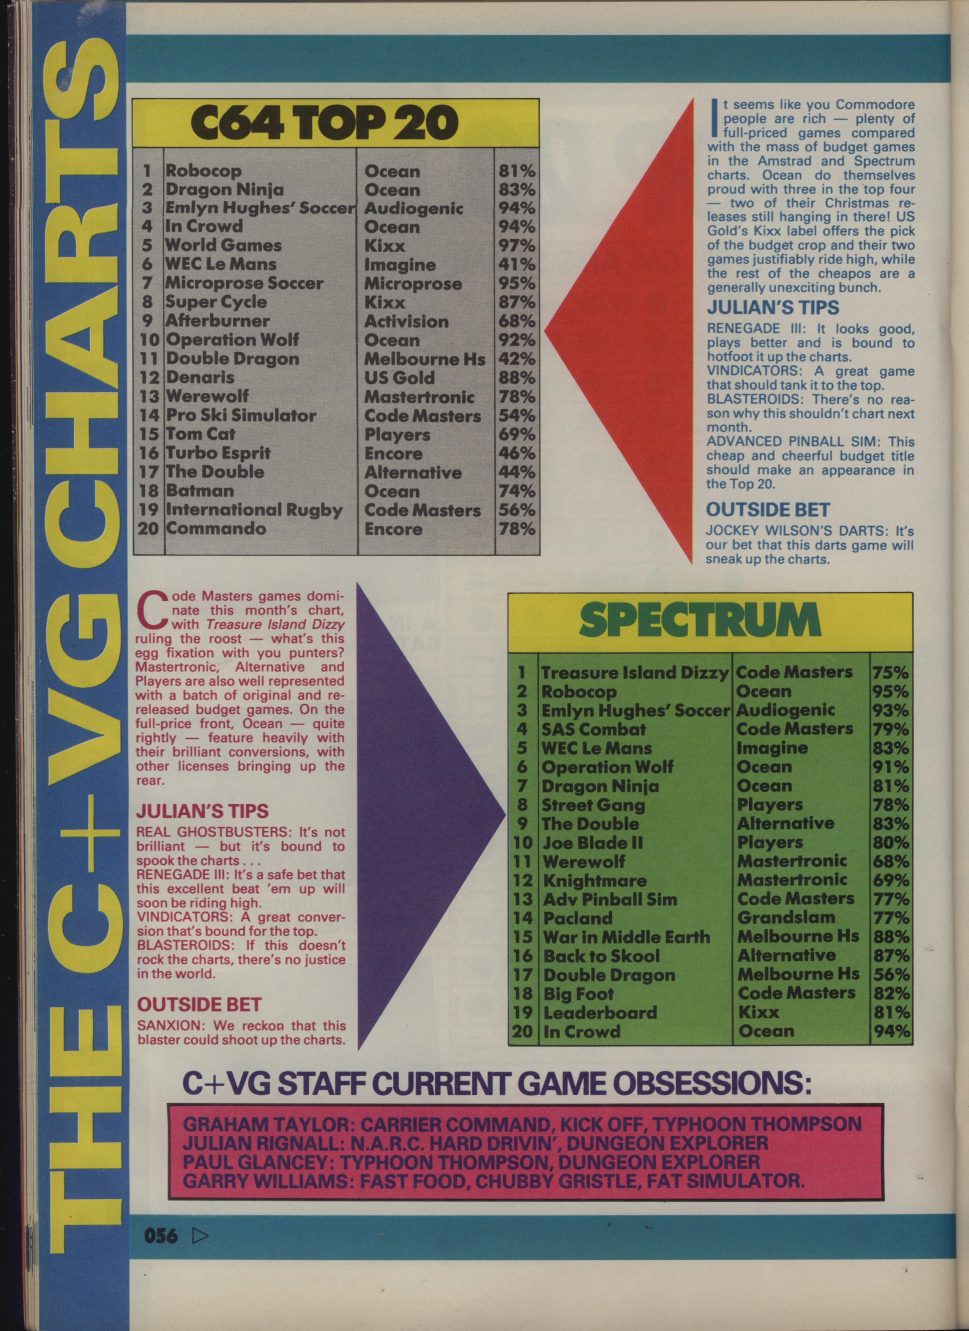 THE C+VG CHARTS
C64 TOP 20
1 Robocop Ocean 81%
2 Dragon Ninja Ocean 83%
3 Emlyn Hughes' Soccer Audiogenic 94%
4 In Crowd Ocean 94%
5 World Games Kixx 97%
6 WEC Le Mans Imagine 41%
7 Microprose Soccer Microprose 95%
8 Super Cycle Kixx 87%
9 Afterburner Activision 68%
10 Operation Wolf Ocean 92%
11 Double Dragon Melbourne Hs 42%
12 Denaris US Gold 88%
13 Werewolf Mastertronic 78%
14 Pro Ski Simulator Code Masters 54%
15 Tom Cat Players 69%
16 Turbo Esprit Encore 46%
17 The Double Alternative 44%
18 Batman Ocean 74%
19 International Rugby Code Masters 56%
20 Commando Encore 78%
It seems like you Commodore
people are rich — plenty of
full-priced games compared
with the mass of budget games
in the Amstrad and Spectrum
charts. Ocean do themselves
proud with three in the top four
— two of their Christmas re-
leases still hanging in there! US
Gold's Kixx label offers the pick
of the budget crop and their two
games justifiably ride high, while
the rest of the cheapos are a
generally unexciting bunch.
JULIAN'S TIPS
RENEGADE III: It looks good,
plays better and is bound to
hotfoot it up the charts.
VINDICATORS: A great game
that should tank it to the top.
BLASTEROIDS: There's no rea-
son why this shouldn't chart next
month.
ADVANCED PINBALL SIM: This
cheap and cheerful budget title
should make an appearance in
the Top 20.
OUTSIDE BET
JOCKEY WILSON'S DARTS: It's
our bet that this darts game will
sneak up the charts.
Code Masters games domi-
nate this month's chart,
with Treasure Island Dizzy
ruling the roost — what's this
egg fixation with you punters?
Mastertronic, Alternative and
Players are also well represented
with a batch of original and re-
released budget games. On the
full-price front, Ocean — quite
rightly — feature heavily with
their brilliant conversions, with
other licenses bringing up the
rear.
JULIAN'S TIPS
REAL GHOSTBUSTERS: It's not
brilliant — but it's bound to
spook the charts . . .
RENEGADE III: It's a safe bet that
this excellent beat 'em up will
soon be riding high.
VINDICATORS: A great conver-
sion that's bound for the top.
BLASTEROIDS: If this doesn't
rock the charts, there's no justice
in the world.
OUTSIDE BET
SANXION: We reckon that this
blaster could shoot up the charts.
SPECTRUM
1 Treasure Island Dizzy Code Masters 75%
2 Robocop Ocean 95%
3 Emlyn Hughes' Soccer Audiogenic 93%
4 SAS Combat Code Masters 79%
5 WEC Le Mans Imagine 83%
6 Operation Wolf Ocean 91%
7 Dragon Ninja Ocean 81%
8 Street Gang Players 78%
9 The Double Alternative 83%
10 Joe Blade II Players 80%
11 Werewolf Mastertronic 68%
12 Knightmare Mastertronic 69%
13 Adv Pinball Sim Code Masters 77%
14 Pacland Grandslam 77%
15 War in Middle Earth Melbourne Hs 88%
16 Back to Skool Alternative 87%
17 Double Dragon Melbourne Hs 56%
18 Big Foot Code Masters 82%
19 Leaderboard Kixx 81%
20 In Crowd Ocean 94%
C+VG STAFF CURRENT GAME OBSESSIONS:
GRAHAM TAYLOR: CARRIER COMMAND, KICK OFF, TYPHOON THOMPSON
JULIAN RIGNALL: N.A.R.C. HARD DRIVIN', DUNGEON EXPLORER
PAUL GLANCEY: TYPHOON THOMPSON, DUNGEON EXPLORER
GARRY WILLIAMS: FAST FOOD, CHUBBY GRISTLE, FAT SIMULATOR.
056